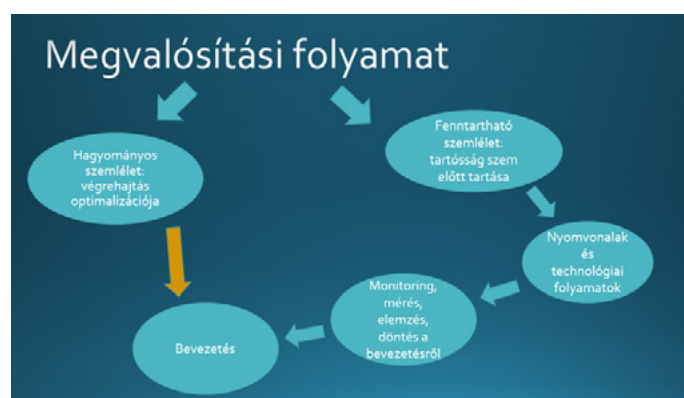 Megvalósítási folyamat
Hagyományos
szemlélet:
végrehajtás
optimalizációja
Fenntartható
szemlélet:
tartósság szem
előtt tartása
Nyomvonalak
és
technológiai
folyamatok
Monitoring,
mérés,
elemzés,
döntés a
bevezetésről
Bevezetés